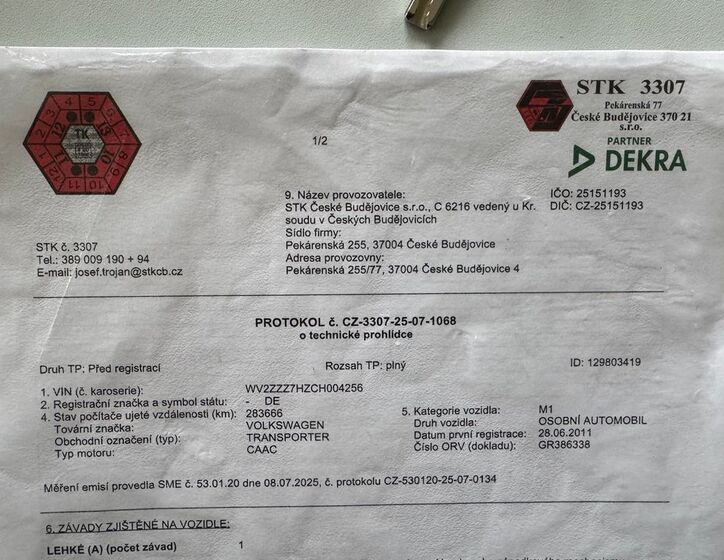 STK 3307
Pekárenská 77
České Budějovice 370 21
s.r.o.
PARTNER
DEKRA
1/2
9. Název provozovatele:
STK České Budějovice s.r.o., C 6216 vedený u Kr.
soudu v Českých Budějovicích
Sídlo firmy:
Pekárenská 255, 37004 České Budějovice
Adresa provozovny:
Pekárenská 255/77, 37004 České Budějovice 4
IČO: 25151193
DIČ: CZ-25151193
STK č. 3307
Tel.: 389 009 190 + 94
E-mail: josef.trojan@stkcb.cz
PROTOKOL č. CZ-3307-25-07-1068
o technické prohlídce
Druh TP: Před registrací
Rozsah TP: plný
ID: 129803419
1. VIN (č. karoserie): WV2ZZZ7HZCH004256
2. Registrační značka a symbol státu: - DE
4. Stav počítače ujeté vzdálenosti (km): 283666
Tovární značka: VOLKSWAGEN
Obchodní označení (typ): TRANSPORTER
Typ motoru: CAAC
5. Kategorie vozidla: M1
Druh vozidla: OSOBNÍ AUTOMOBIL
Datum první registrace: 28.06.2011
Číslo ORV (dokladu): GR386338
Měření emisí provedla SME č. 53.01.20 dne 08.07.2025, č. protokolu CZ-530120-25-07-0134
6. ZÁVADY ZJIŠTĚNÉ NA VOZIDLE:
LEHKÉ (A) (počet závad) 1